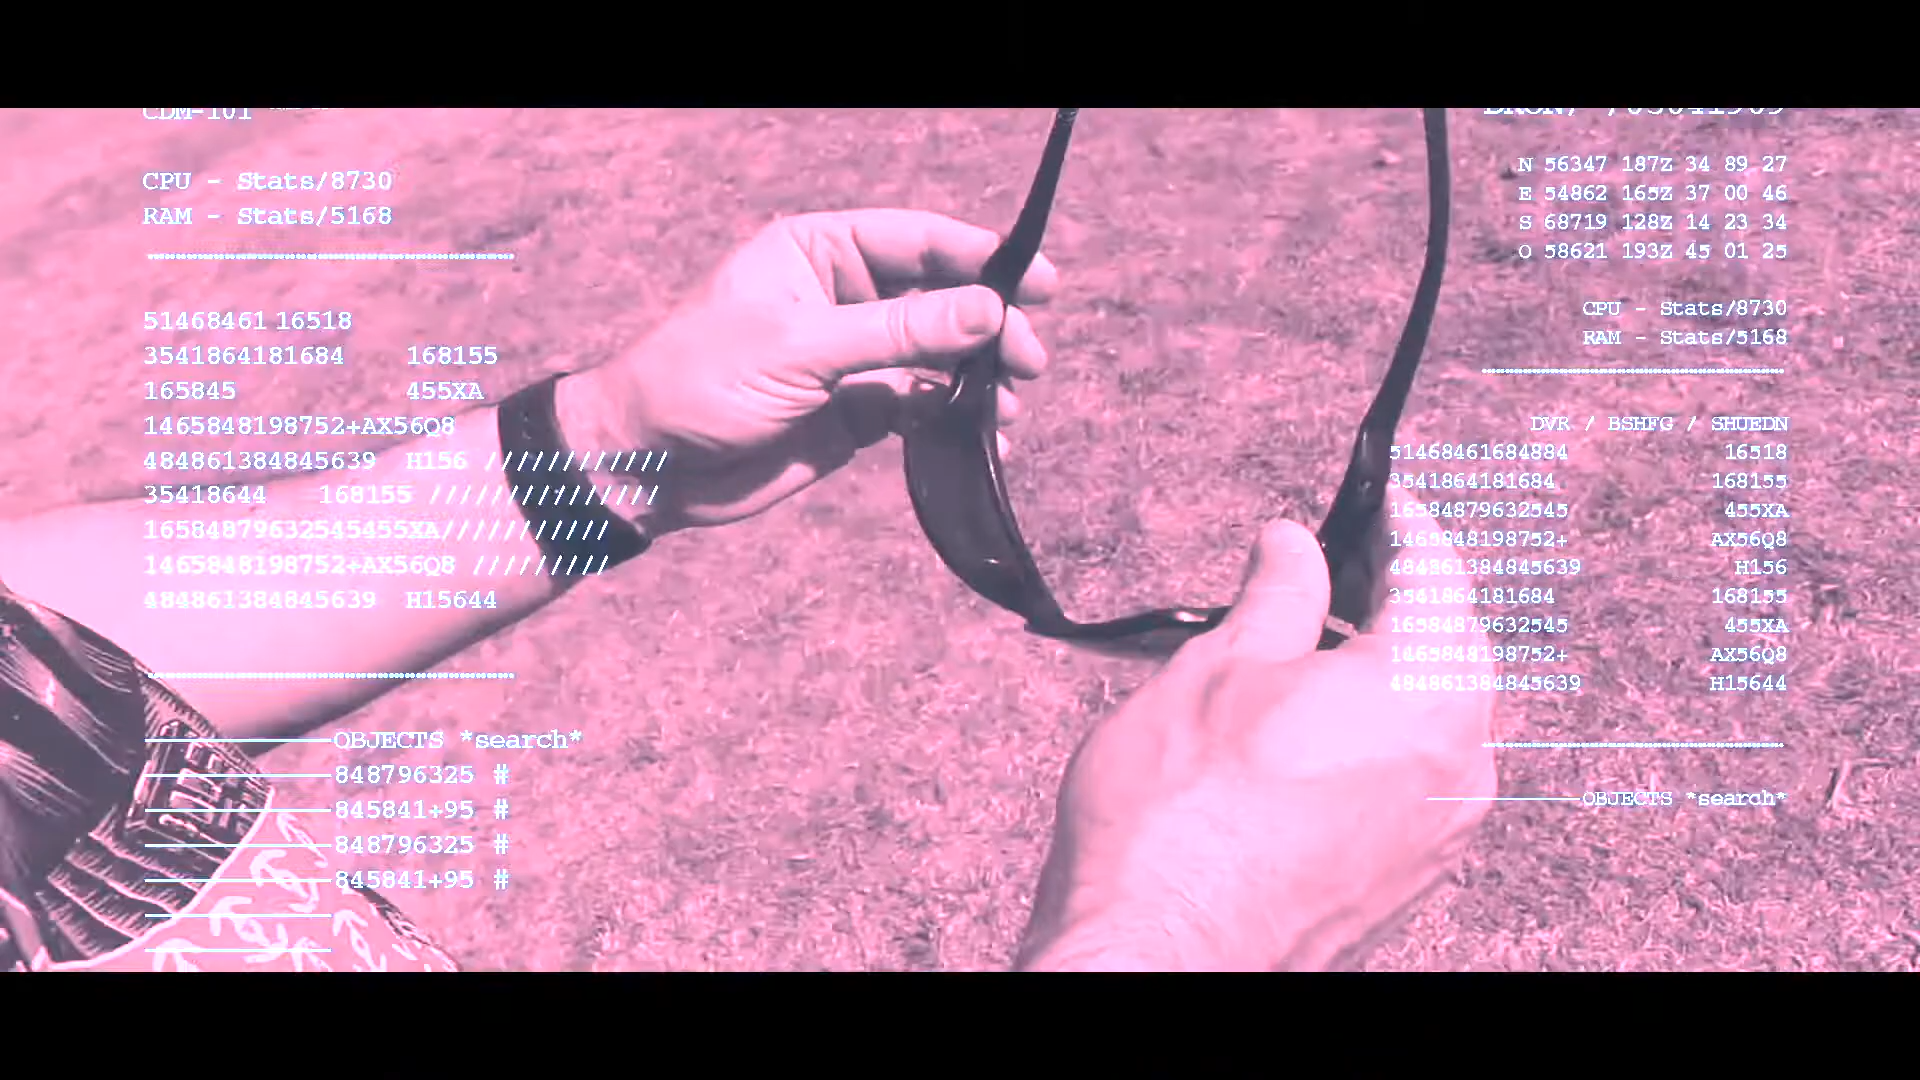 CDM-101
CPU - Stats/8730
RAM - Stats/5168
51468461 16518
3541864181684 168155
165845 455XA
1465848198752+AX56Q8
484861384845639 H156 ////////////
35418644 168155 ///////////////
16584879632545455XA///////////
1465848198752+AX56Q8 /////////
484861384845639 H15644
OBJECTS *search*
848796325 #
845841+95 #
848796325 #
845841+95 #
N 56347 187Z 34 89 27
E 54862 165Z 37 00 46
S 68719 128Z 14 23 34
O 58621 193Z 45 01 25
CPU - Stats/8730
RAM - Stats/5168
DVR / BSHFG / SHUEDN
51468461684884 16518
3541864181684 168155
16584879632545 455XA
1465848198752+ AX56Q8
484861384845639 H156
3541864181684 168155
16584879632545 455XA
1465848198752+ AX56Q8
484861384845639 H15644
OBJECTS *search*